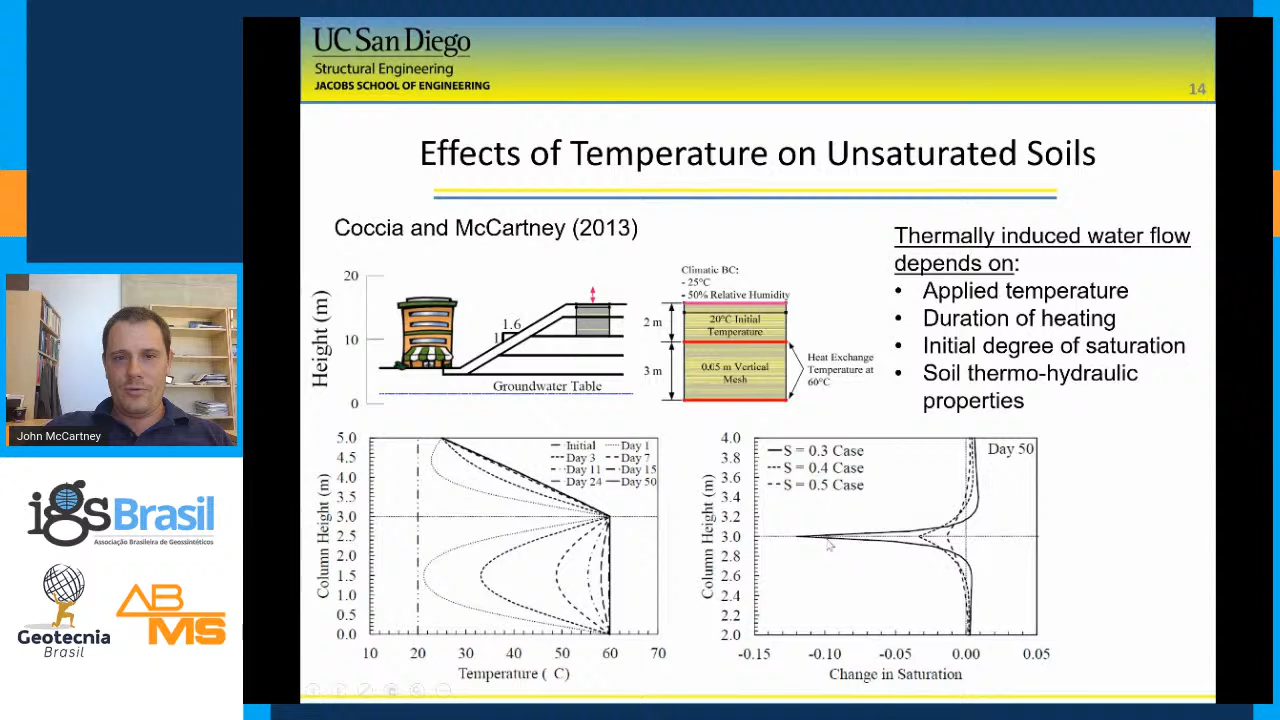 UC San Diego
Structural Engineering
JACOBS SCHOOL OF ENGINEERING
14
Effects of Temperature on Unsaturated Soils
Coccia and McCartney (2013)
Thermally induced water flow
depends on:
• Applied temperature
• Duration of heating
• Initial degree of saturation
• Soil thermo-hydraulic
properties
Height (m)
20
10
0
1.6
1
Groundwater Table
Climatic BC:
- 25°C
- 50% Relative Humidity
2 m
20°C Initial
Temperature
3 m
0.05 m Vertical
Mesh
Heat Exchange
Temperature at
60°C
Column Height (m)
5.0
4.5
4.0
3.5
3.0
2.5
2.0
1.5
1.0
0.5
0.0
Initial
Day 1
Day 3
Day 7
Day 11
Day 15
Day 24
Day 50
10 20 30 40 50 60 70
Temperature ( C)
Column Height (m)
4.0
3.8
3.6
3.4
3.2
3.0
2.8
2.6
2.4
2.2
2.0
S = 0.3 Case
S = 0.4 Case
S = 0.5 Case
Day 50
-0.15 -0.10 -0.05 0.00 0.05
Change in Saturation
John McCartney
igs Brasil
Associação Brasileira de Geossintéticos
Geotecnia
Brasil
ABMS